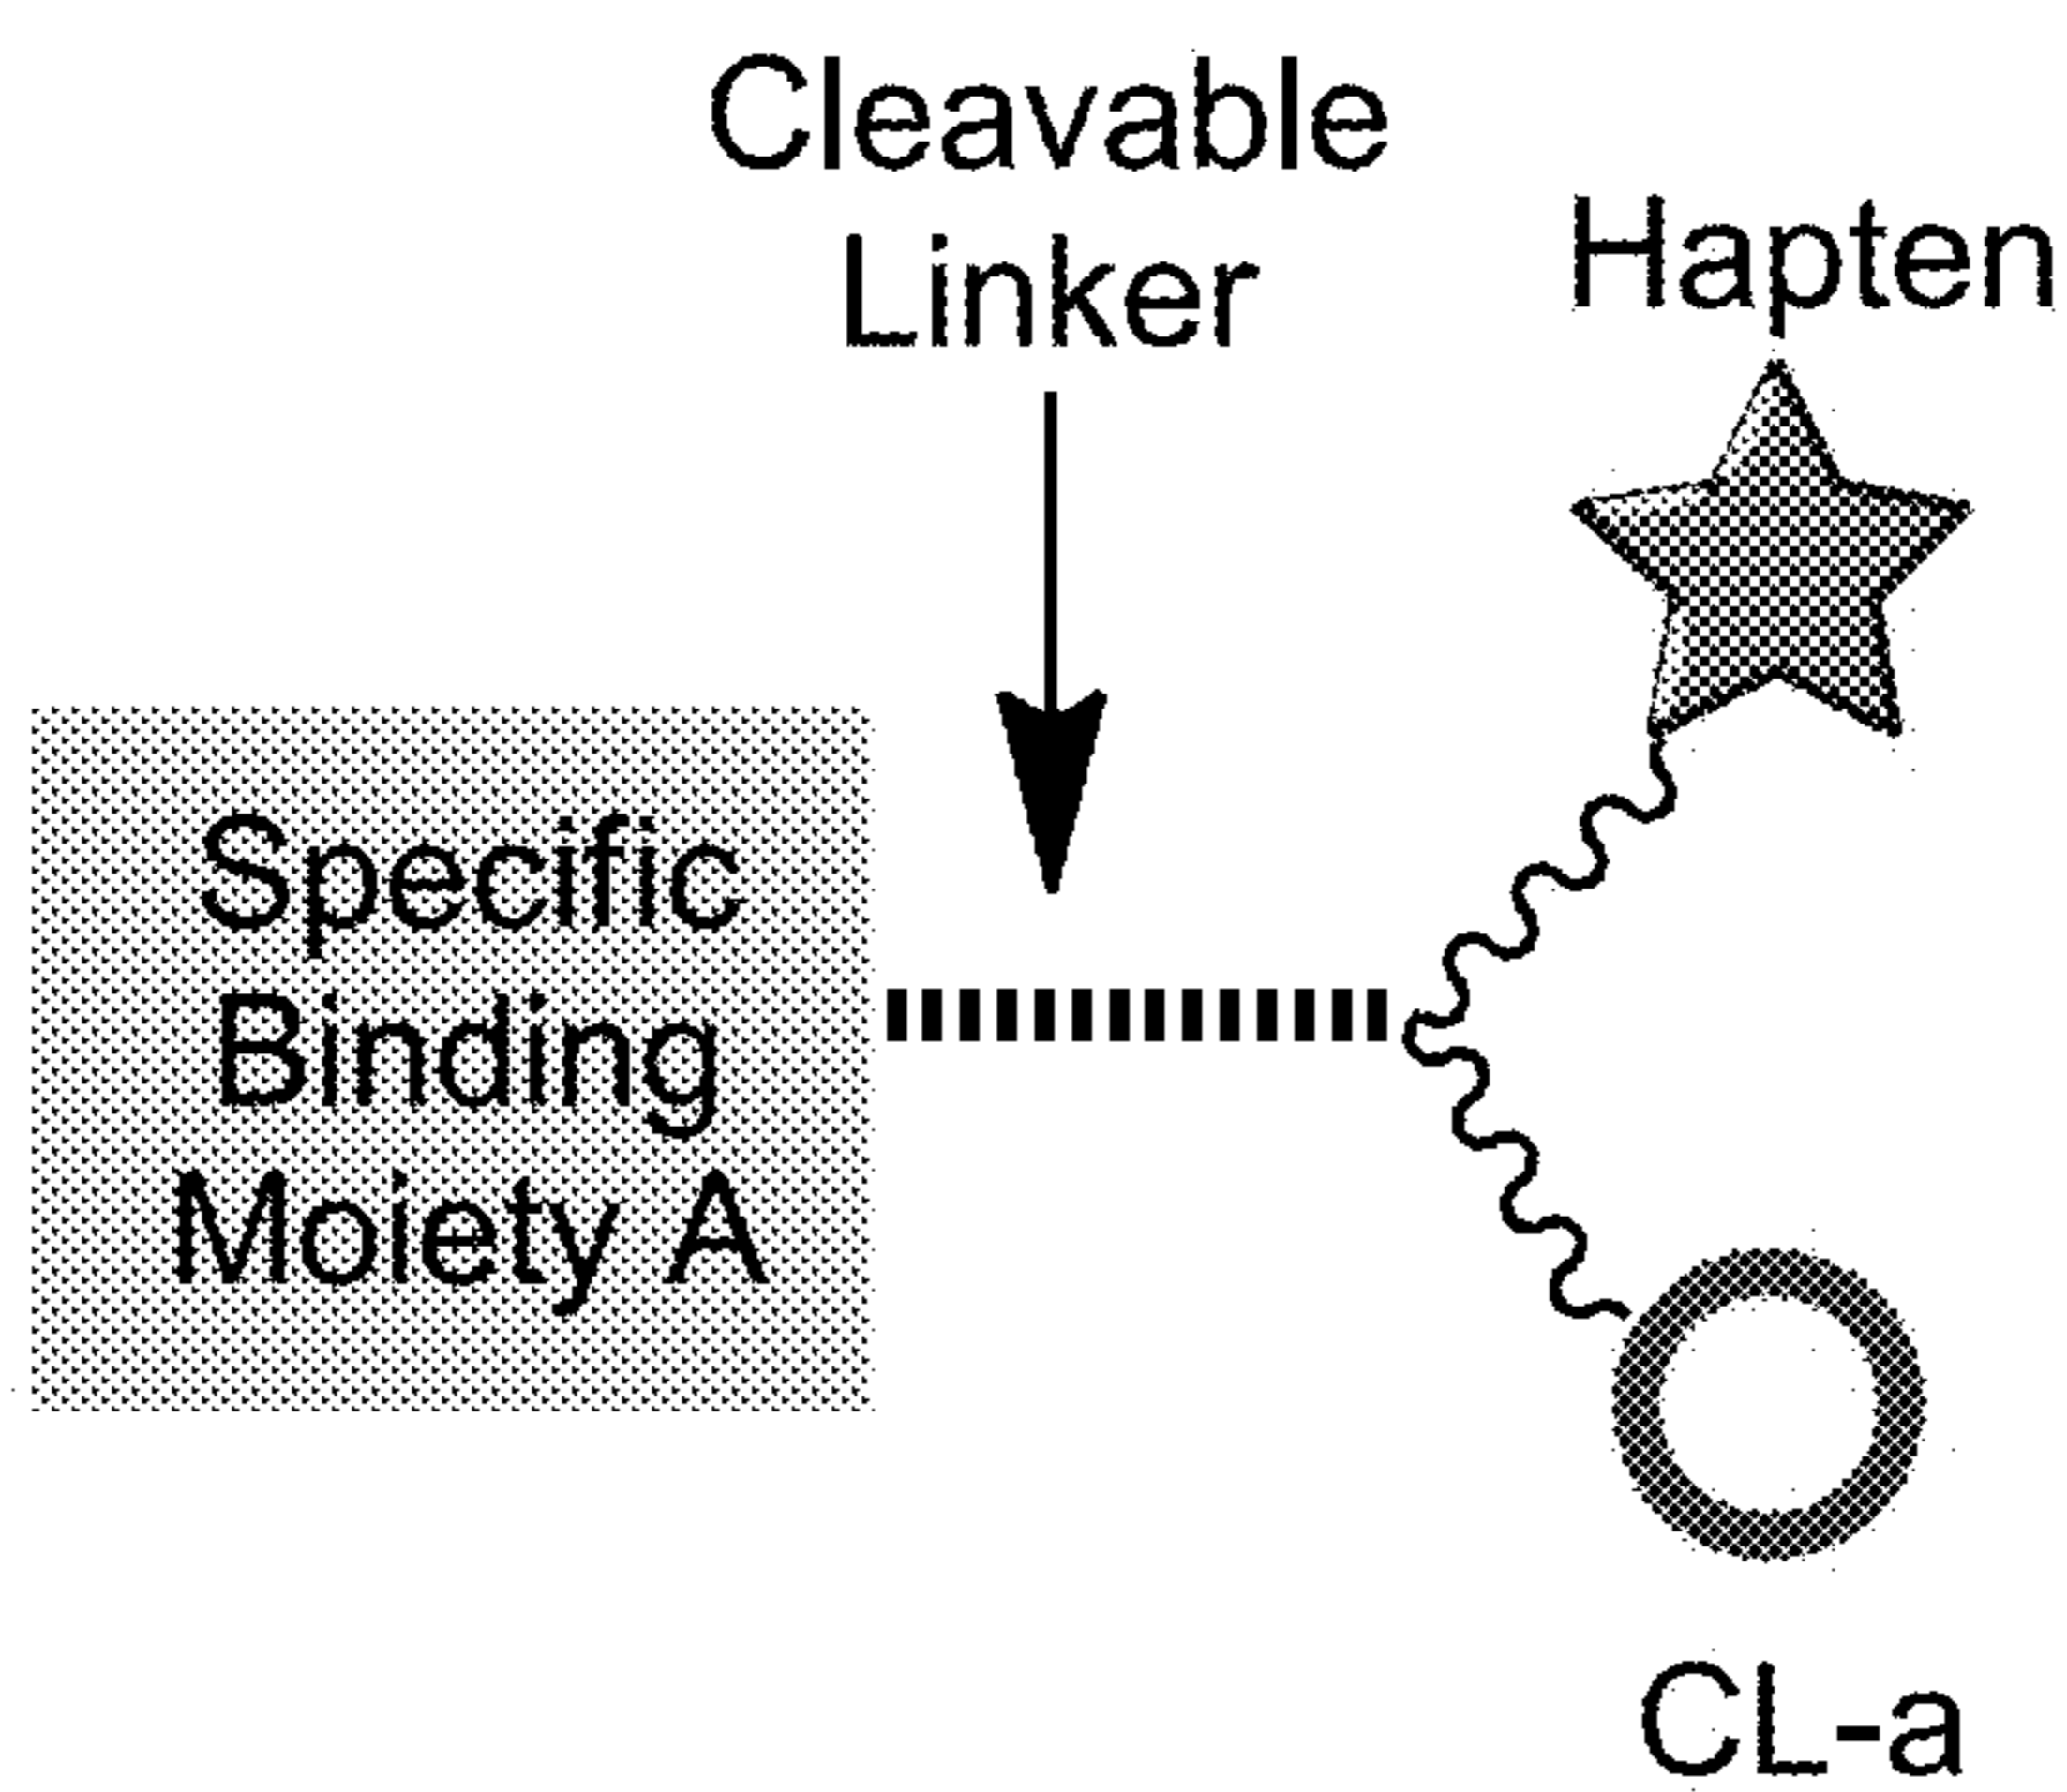 Cleavable
Linker
Hapten
Specific
Binding
Moiety A
CL-a